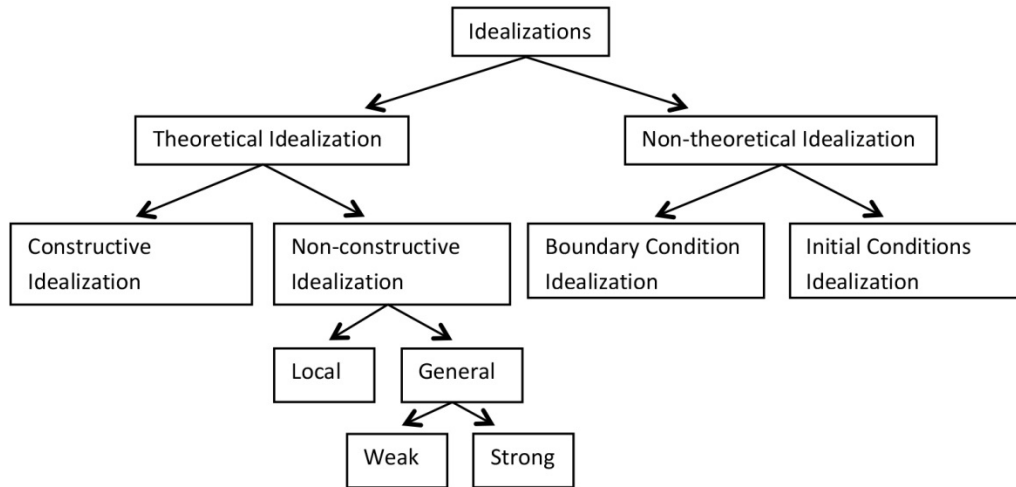 Idealizations
Theoretical Idealization
Non-theoretical Idealization
Constructive
Idealization
Non-constructive
Idealization
Boundary Condition
Idealization
Initial Conditions
Idealization
Local
General
Weak
Strong